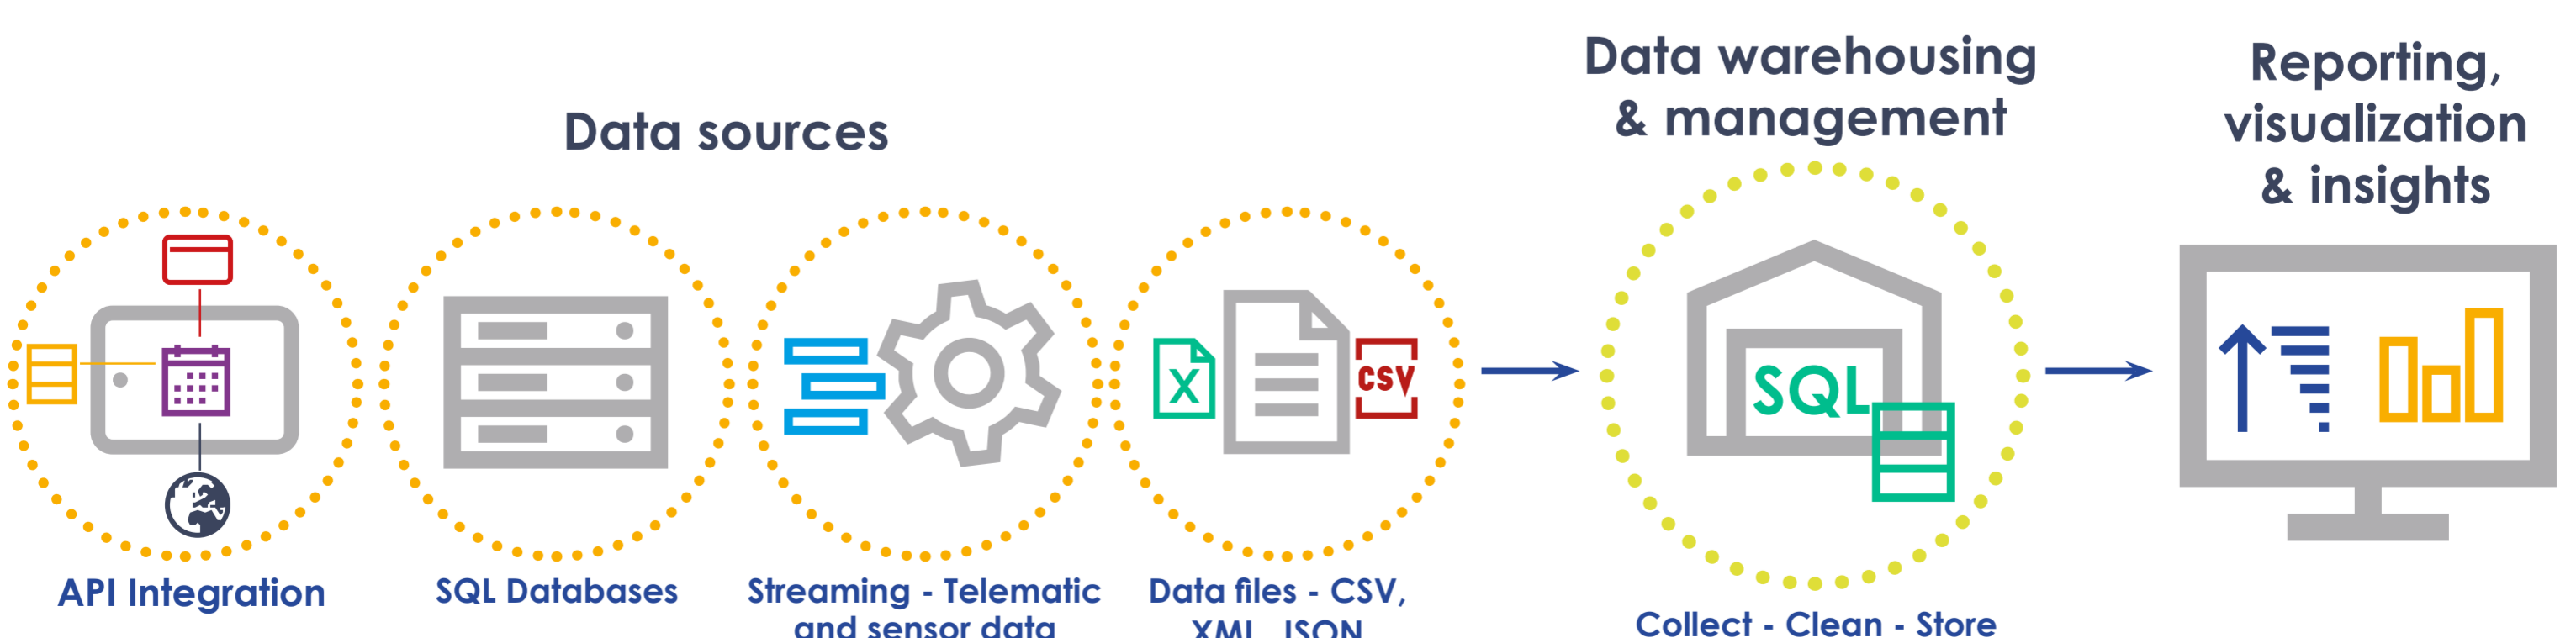 Data sources
Data warehousing
& management
Reporting,
visualization
& insights
X
CSV
SQL
API Integration
SQL Databases
Streaming - Telematic
and sensor data
Data files - CSV,
XML, JSON
Collect - Clean - Store